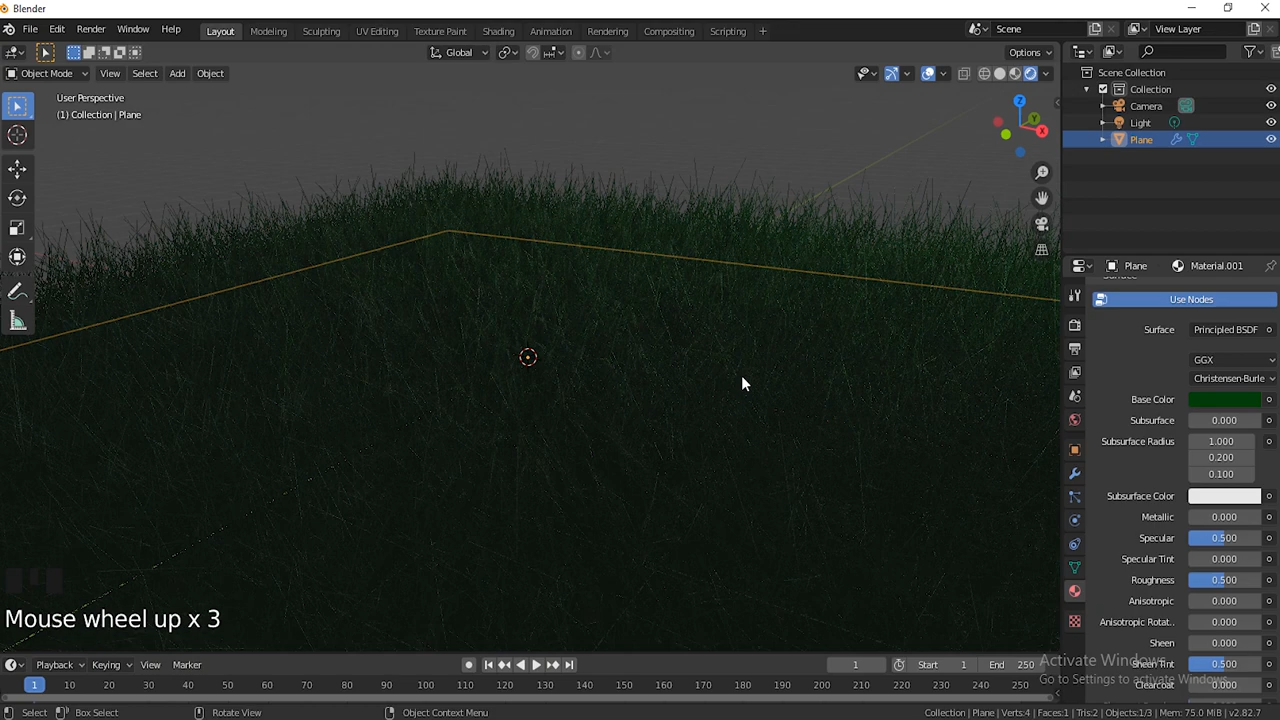 Blender
File Edit Render Window Help
Layout Modeling Sculpting UV Editing Texture Paint Shading Animation Rendering Compositing Scripting +
Scene
View Layer
Global
Options
Object Mode View Select Add Object
User Perspective
(1) Collection | Plane
Z
Y
X
Scene Collection
Collection
Camera
Light
Plane
Plane
Material.001
Use Nodes
Surface Principled BSDF
GGX
Christensen-Burle
Base Color
Subsurface 0.000
Subsurface Radius 1.000
0.200
0.100
Subsurface Color
Metallic 0.000
Specular 0.500
Specular Tint 0.000
Roughness 0.500
Anisotropic 0.000
Anisotropic Rotat.. 0.000
Sheen 0.000
Sheen Tint 0.500
Clearcoat 0.000
Mouse wheel up x 3
Activate Windows
Go to Settings to activate Windows.
Playback Keying View Marker
1
Start 1
End 250
1 10 20 30 40 50 60 70 80 90 100 110 120 130 140 150 160 170 180 190 200 210 220 230 240 250
Select Box Select Rotate View Object Context Menu
Collection | Plane | Verts:4 | Faces:1 | Tris:2 | Objects:1/3 | Mem: 75.0 MiB | v2.82.7